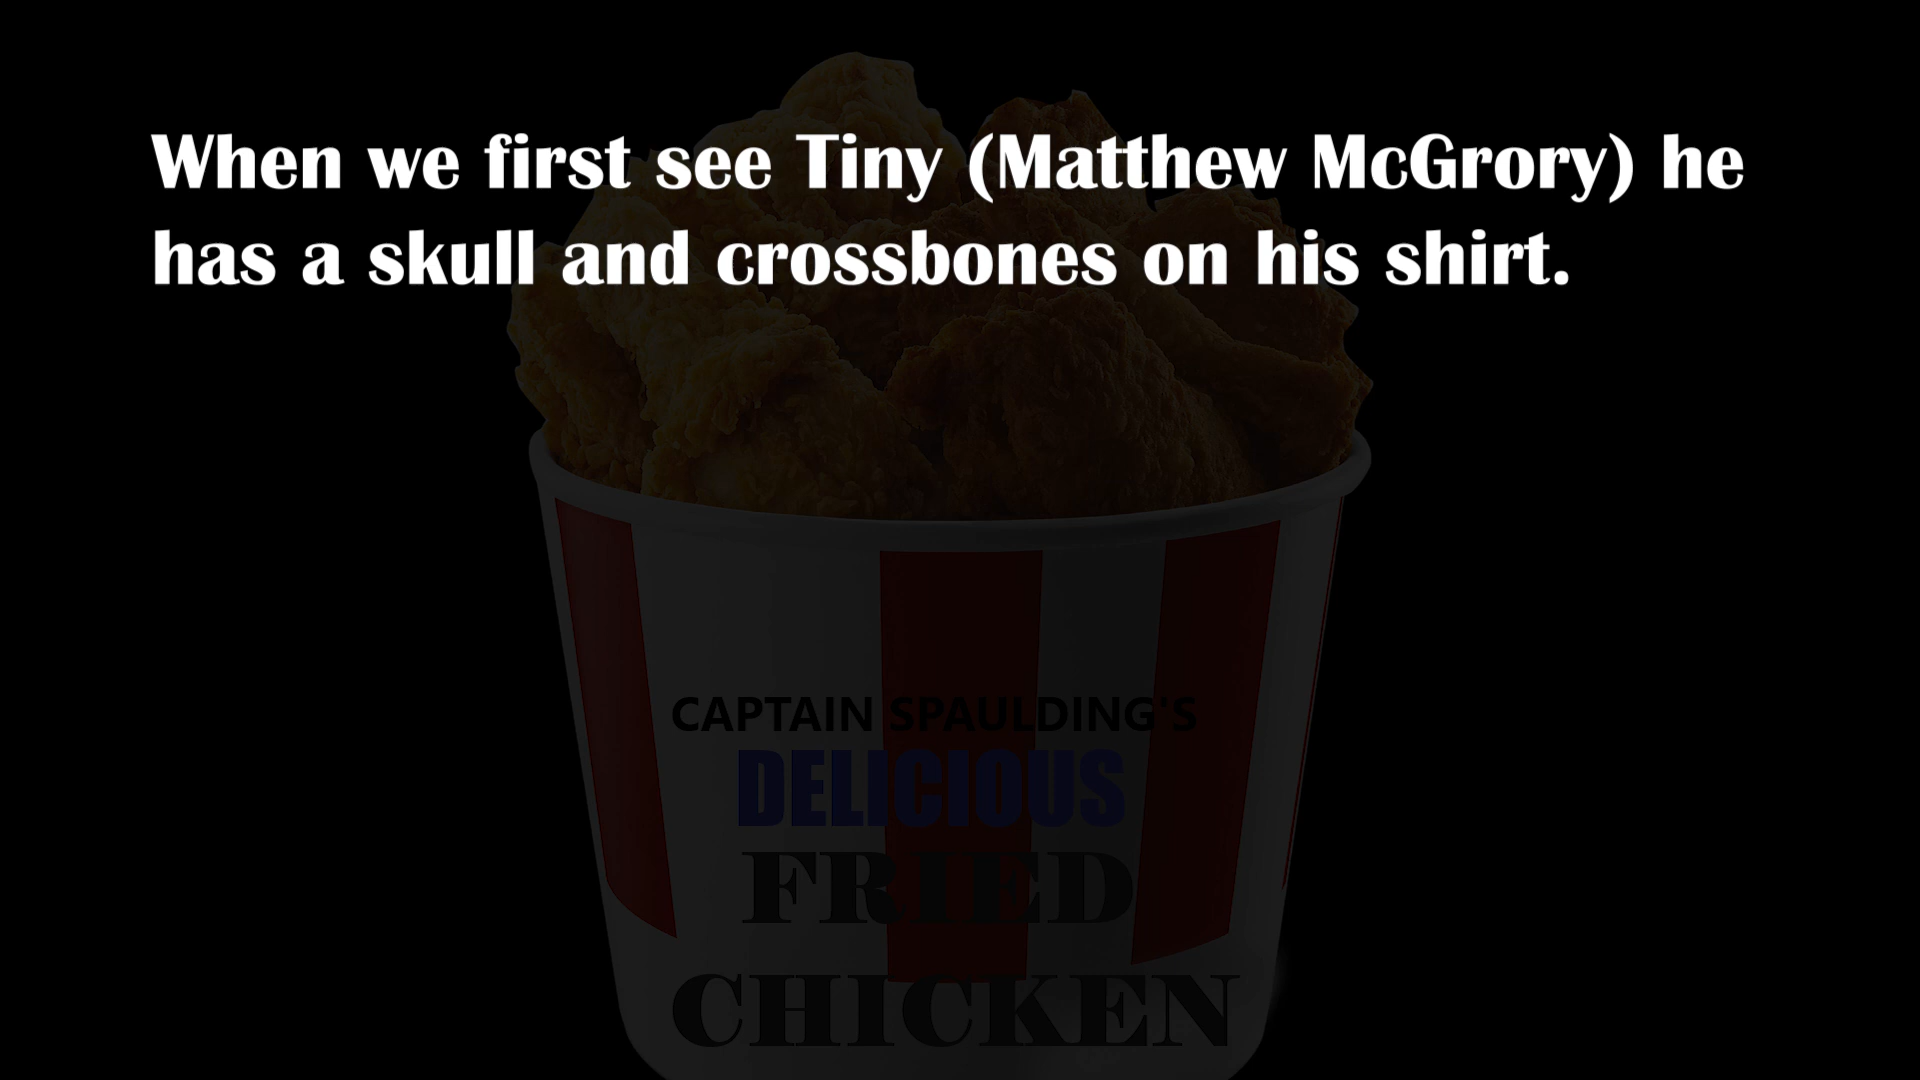 When we first see Tiny (Matthew McGrory) he
has a skull and crossbones on his shirt.
CAPTAIN SPAULDING'S
DELICIOUS
FRIED
CHICKEN